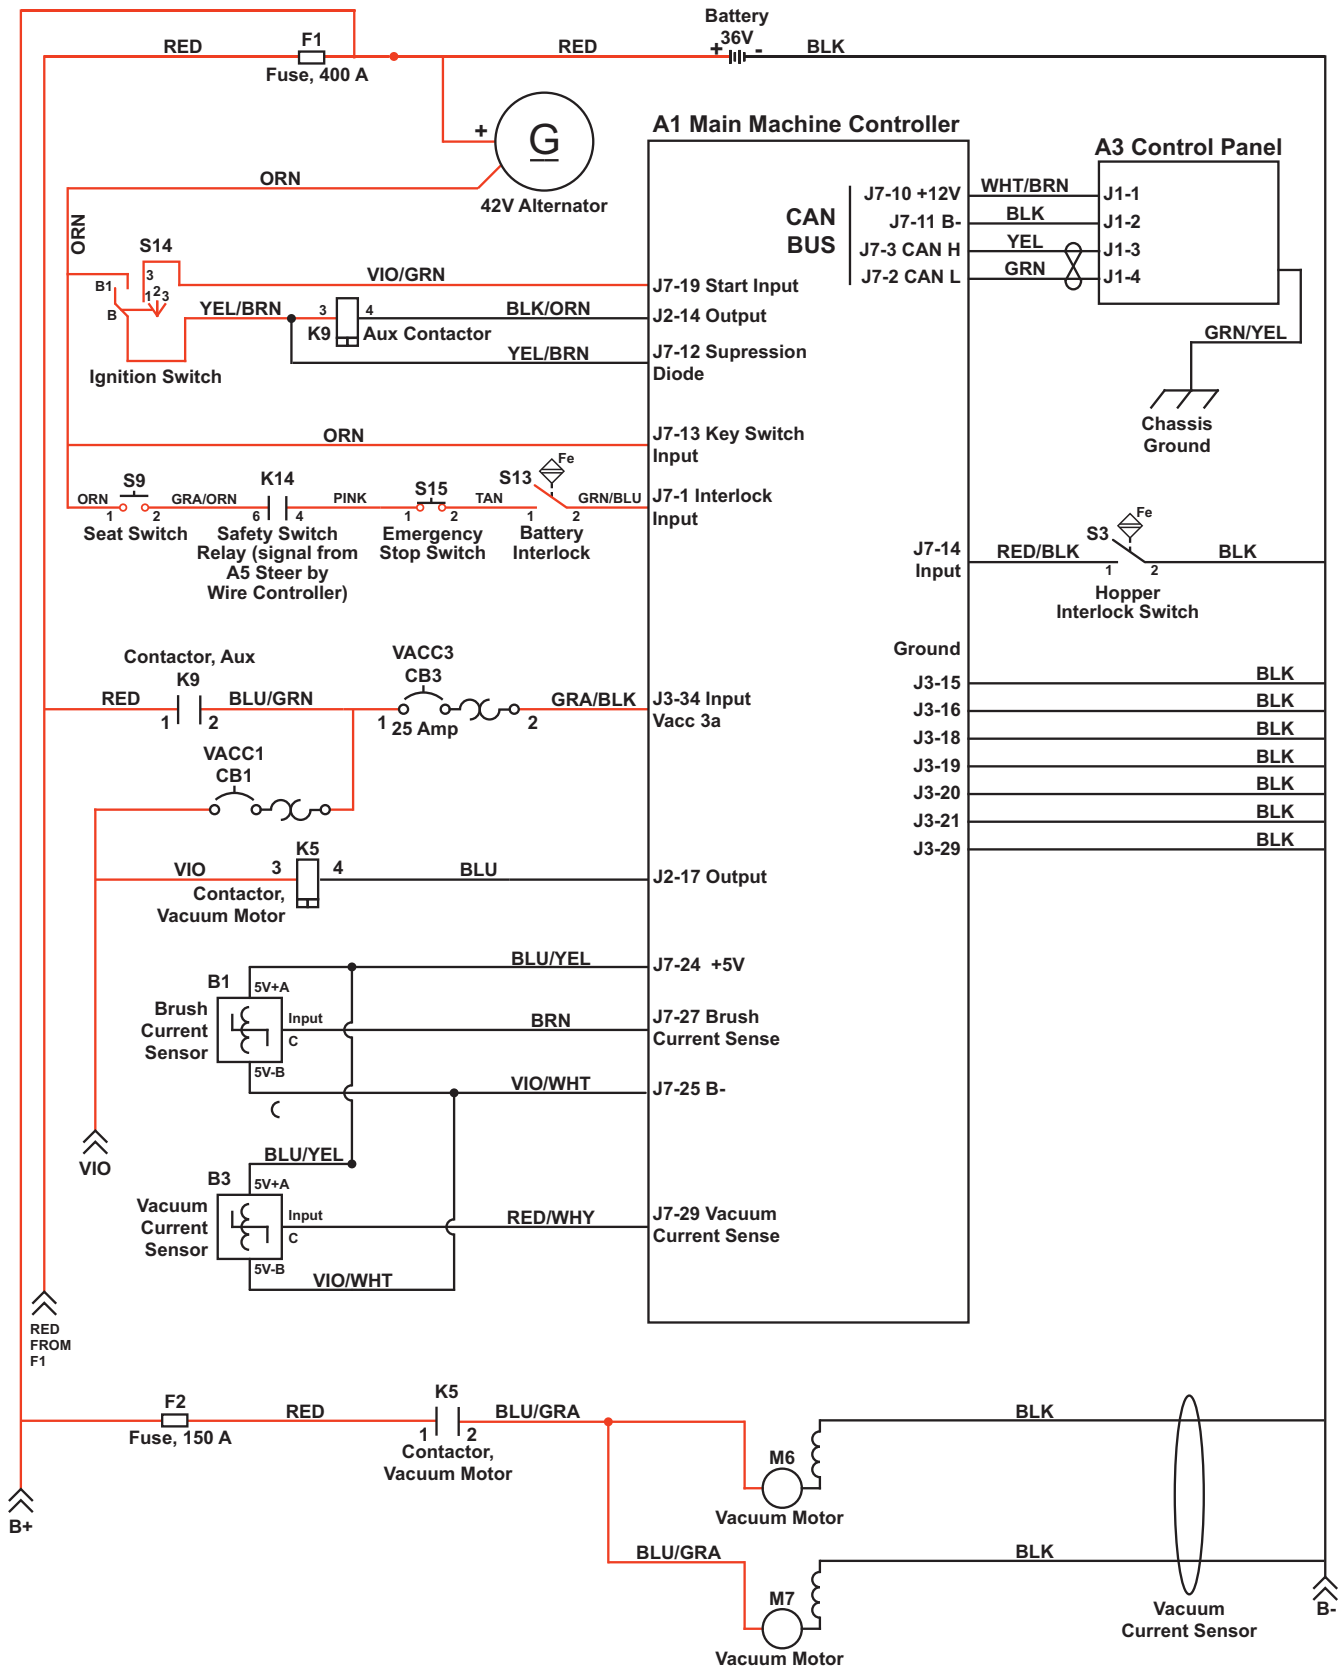 Battery
36V
+ -
RED
F1
Fuse, 400 A
RED
BLK
+
G
42V Alternator
ORN
ORN
A1 Main Machine Controller
A3 Control Panel
CAN
BUS
J7-10 +12V
WHT/BRN
J1-1
J7-11 B-
BLK
J1-2
J7-3 CAN H
YEL
J1-3
J7-2 CAN L
GRN
J1-4
GRN/YEL
Chassis
Ground
S14
3
B1
1 2 3
B
Ignition Switch
VIO/GRN
J7-19 Start Input
YEL/BRN
3
4
K9
Aux Contactor
BLK/ORN
J2-14 Output
YEL/BRN
J7-12 Supression
Diode
ORN
J7-13 Key Switch
Input
ORN
S9
1
2
Seat Switch
GRA/ORN
K14
6
4
Safety Switch
Relay (signal from
A5 Steer by
Wire Controller)
PINK
S15
1
2
Emergency
Stop Switch
TAN
S13
Fe
1
2
Battery
Interlock
GRN/BLU
J7-1 Interlock
Input
J7-14
Input
RED/BLK
S3
Fe
1
2
BLK
Hopper
Interlock Switch
Contactor, Aux
K9
RED
1
2
BLU/GRN
VACC3
CB3
1
25 Amp
2
GRA/BLK
J3-34 Input
Vacc 3a
VACC1
CB1
Ground
J3-15
BLK
J3-16
BLK
J3-18
BLK
J3-19
BLK
J3-20
BLK
J3-21
BLK
J3-29
BLK
VIO
3
K5
4
Contactor,
Vacuum Motor
BLU
J2-17 Output
BLU/YEL
J7-24 +5V
B1
Brush
Current
Sensor
5V+A
Input
C
5V-B
BRN
J7-27 Brush
Current Sense
VIO/WHT
J7-25 B-
VIO
BLU/YEL
B3
Vacuum
Current
Sensor
5V+A
Input
C
5V-B
RED/WHY
J7-29 Vacuum
Current Sense
VIO/WHT
RED
FROM
F1
F2
Fuse, 150 A
RED
K5
1
2
Contactor,
Vacuum Motor
BLU/GRA
M6
Vacuum Motor
BLK
BLU/GRA
M7
Vacuum Motor
BLK
Vacuum
Current Sensor
B+
B-